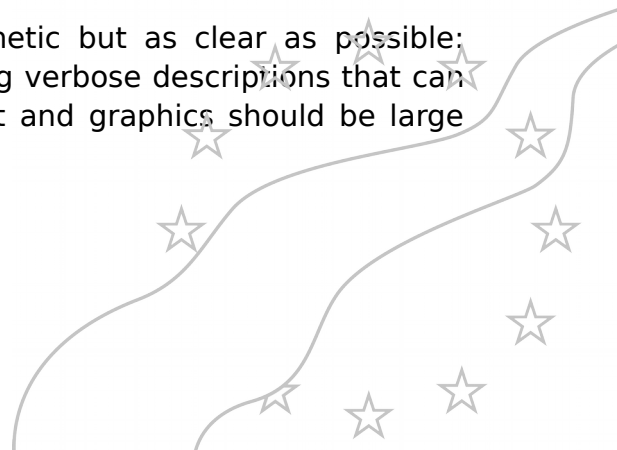 netic but as clear as possible:
g verbose descriptions that can
t and graphics should be large